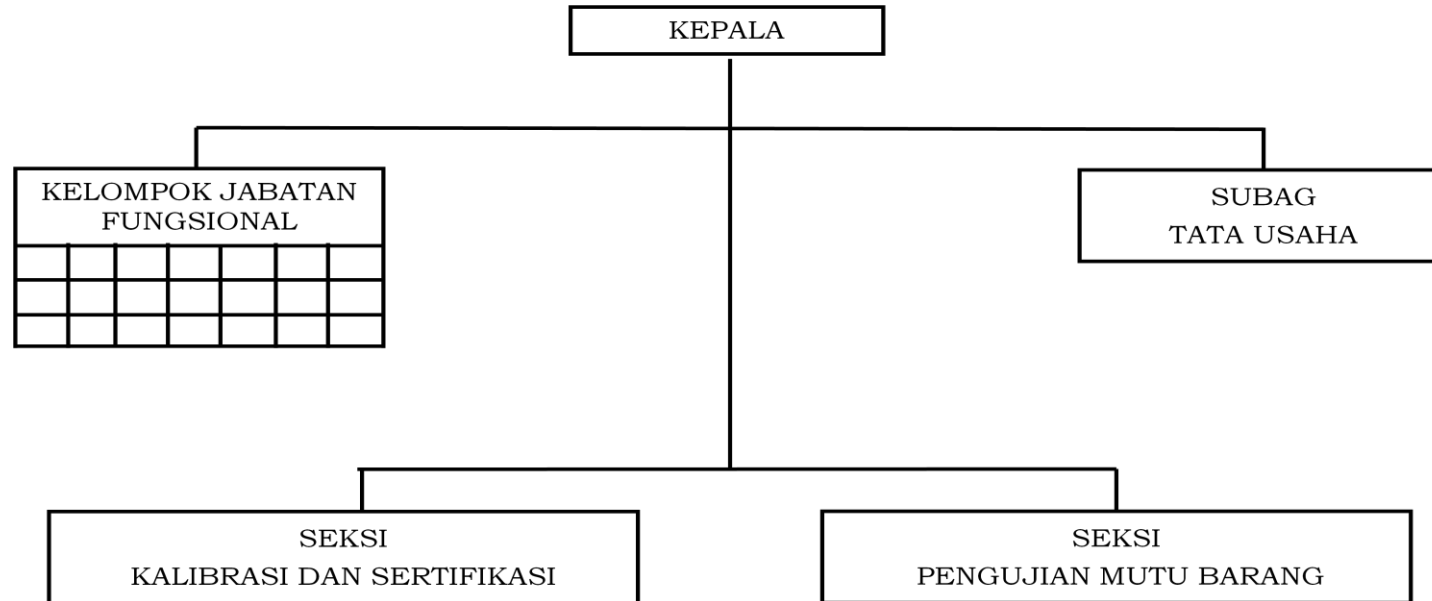 KEPALA
KELOMPOK JABATAN
FUNGSIONAL
SUBAG
TATA USAHA
SEKSI
KALIBRASI DAN SERTIFIKASI
SEKSI
PENGUJIAN MUTU BARANG